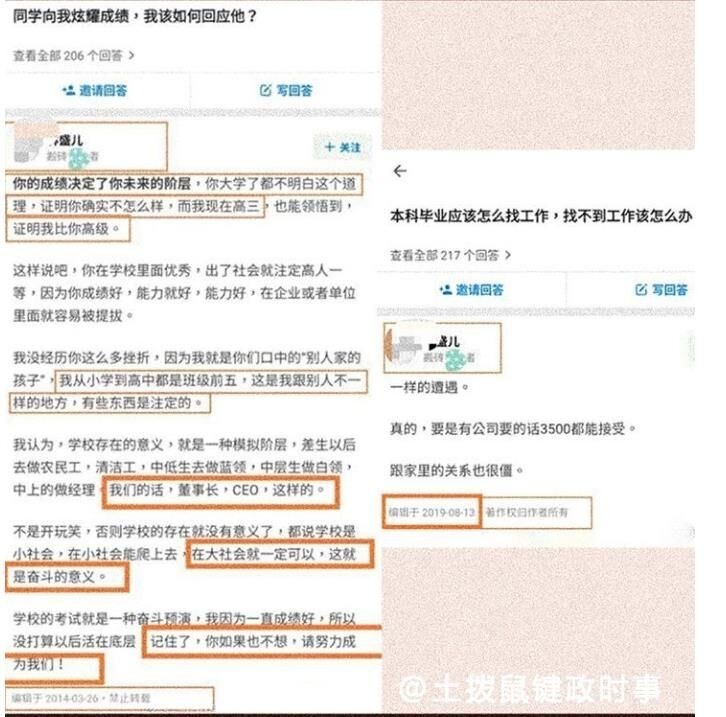 同学向我炫耀成绩，我该如何回应他？
查看全部 206 个回答 >
邀请回答
写回答
盛儿
搬砖 者
+ 关注
你的成绩决定了你未来的阶层，你大学了都不明白这个道
理，证明你确实不怎么样，而我现在高三，也能领悟到，
证明我比你高级。
这样说吧，你在学校里面优秀，出了社会就注定高人一
等，因为你成绩好，能力就好，能力好，在企业或者单位
里面就容易被提拔。
我没经历你这么多挫折，因为我就是你们口中的“别人家的
孩子”，我从小学到高中都是班级前五，这是我跟别人不一
样的地方，有些东西是注定的。
我认为，学校存在的意义，就是一种模拟阶层，差生以后
去做农民工，清洁工，中低生去做蓝领，中层生做白领，
中上的做经理，我们的话，董事长，CEO，这样的。
不是开玩笑，否则学校的存在就没有意义了，都说学校是
小社会，在小社会能爬上去，在大社会就一定可以，这就
是奋斗的意义。
学校的考试就是一种奋斗预演，我因为一直成绩好，所以
没打算以后活在底层，记住了，你如果也不想，请努力成
为我们！
编辑于 2014-03-26・禁止转载
本科毕业应该怎么找工作，找不到工作该怎么办
查看全部 217 个回答 >
邀请回答
写回答
盛儿
搬砖 者
一样的遭遇。
真的，要是有公司要的话3500都能接受。
跟家里的关系也很僵。
编辑于 2019-08-13・著作权归作者所有
@土拨鼠键政时事